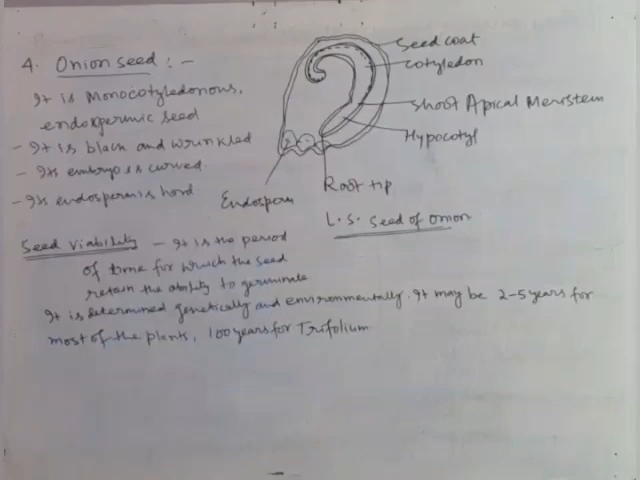 4. Onion seed : -
It is Monocotyledonous,
endospermic seed
- It is black and wrinkled
- Its embryo is curved.
- Its endosperm is hard
Seed coat
cotyledon
Shoot Apical Meristem
Hypocotyl
Root tip
Endosperm
L.S. Seed of onion
Seed Viability - It is the period
of time for which the seed
retain the ability to germinate
It is determined genetically and environmentally. It may be 2-5 years for
most of the plants, 100 years for Trifolium